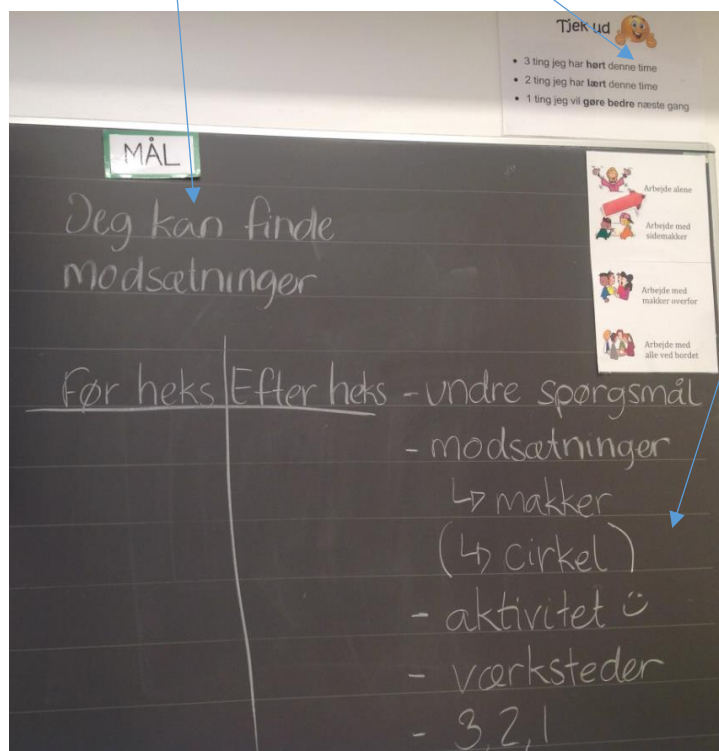 Tjek ud
• 3 ting jeg har hørt denne time
• 2 ting jeg har lært denne time
• 1 ting jeg vil gøre bedre næste gang
MÅL
Jeg kan finde
modsætninger
Arbejde alene
Arbejde med
sidemakker
Arbejde med
makker overfor
Arbejde med
alle ved bordet
Før heks Efter heks
- undre spørgsmål
- modsætninger
↳ makker
(↳ cirkel)
- aktivitet ü
- værksteder
- 3, 2, 1